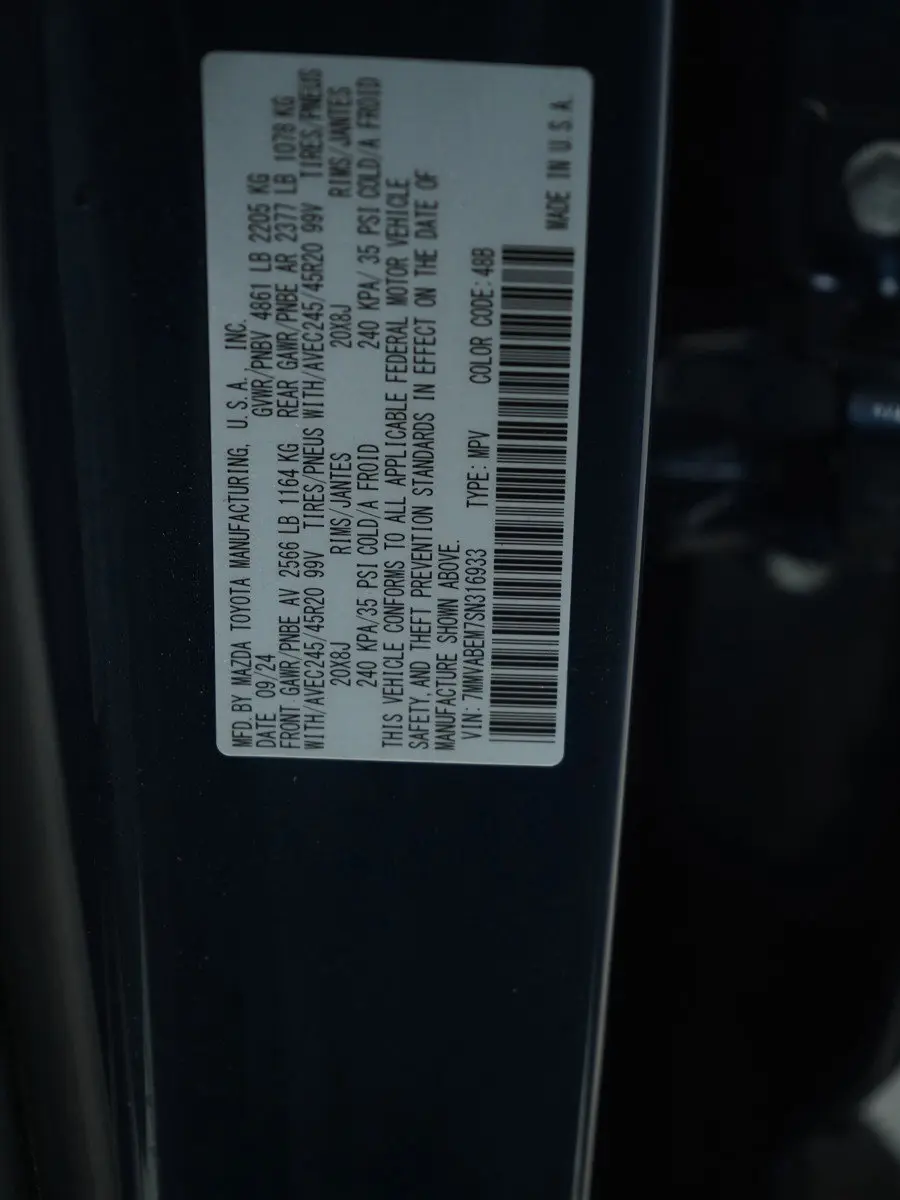 MFD.BY MAZDA TOYOTA MANUFACTURING, U.S.A. INC.
DATE 09/24 GVWR/PNBV 4861 LB 2205 KG
FRONT GAWR/PNBE AV 2566 LB 1164 KG REAR GAWR/PNBE AR 2377 LB 1078 KG
WITH/AVEC245/45R20 99V TIRES/PNEUS WITH/AVEC245/45R20 99V TIRES/PNEUS
20X8J RIMS/JANTES 20X8J RIMS/JANTES
240 KPA/35 PSI COLD/A FROID 240 KPA/ 35 PSI COLD/A FROID
THIS VEHICLE CONFORMS TO ALL APPLICABLE FEDERAL MOTOR VEHICLE
SAFETY, AND THEFT PREVENTION STANDARDS IN EFFECT ON THE DATE OF
MANUFACTURE SHOWN ABOVE.
VIN: 7MMVABEM7SN316933 TYPE: MPV COLOR CODE:48B
MADE IN U.S.A.